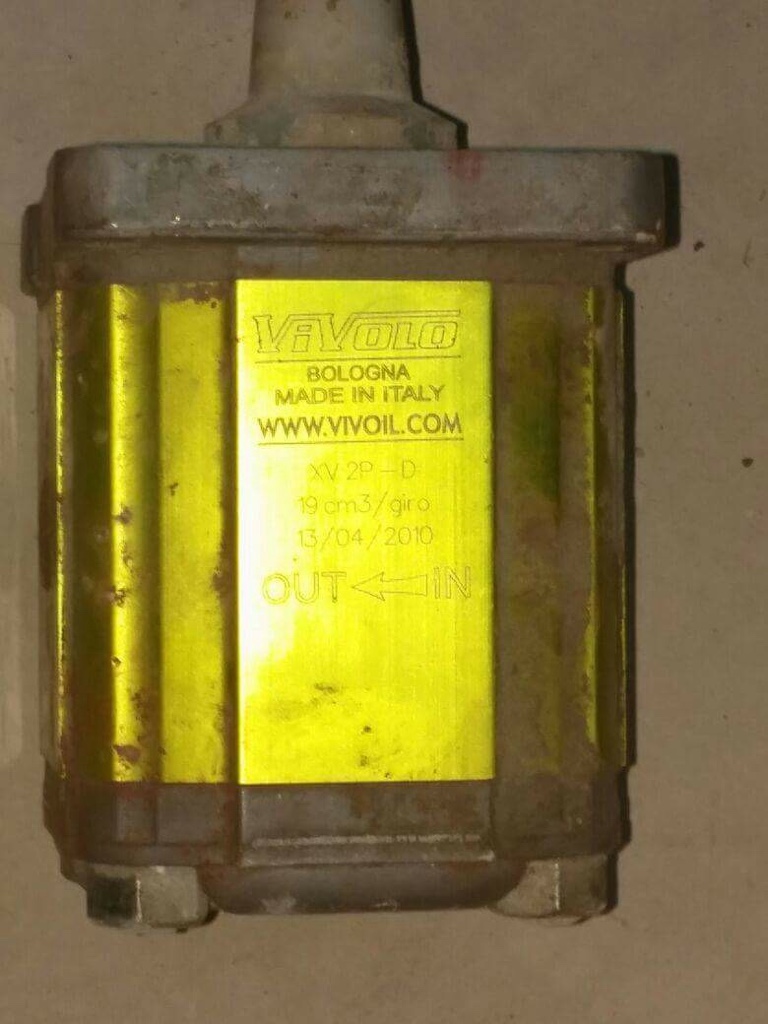 ViVOLO
BOLOGNA
MADE IN ITALY
WWW.VIVOIL.COM
XV 2P - D
19 cm3/giro
13/04/2010
OUT IN